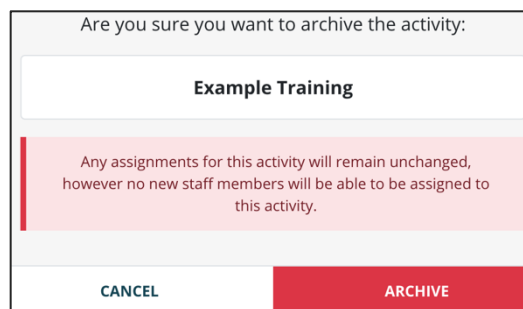 Are you sure you want to archive the activity:
Example Training
Any assignments for this activity will remain unchanged,
however no new staff members will be able to be assigned to
this activity.
CANCEL
ARCHIVE